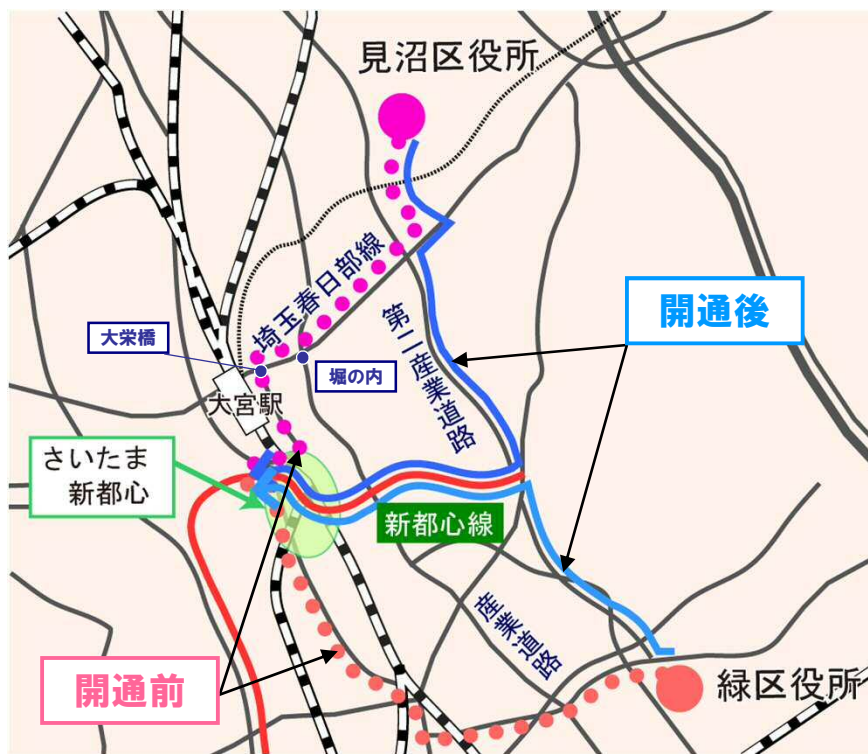 見沼区役所
埼玉春日部線
開通後
大栄橋
第二産業道路
堀の内
大宮駅
さいたま
新都心
新都心線
産業道路
開通前
緑区役所